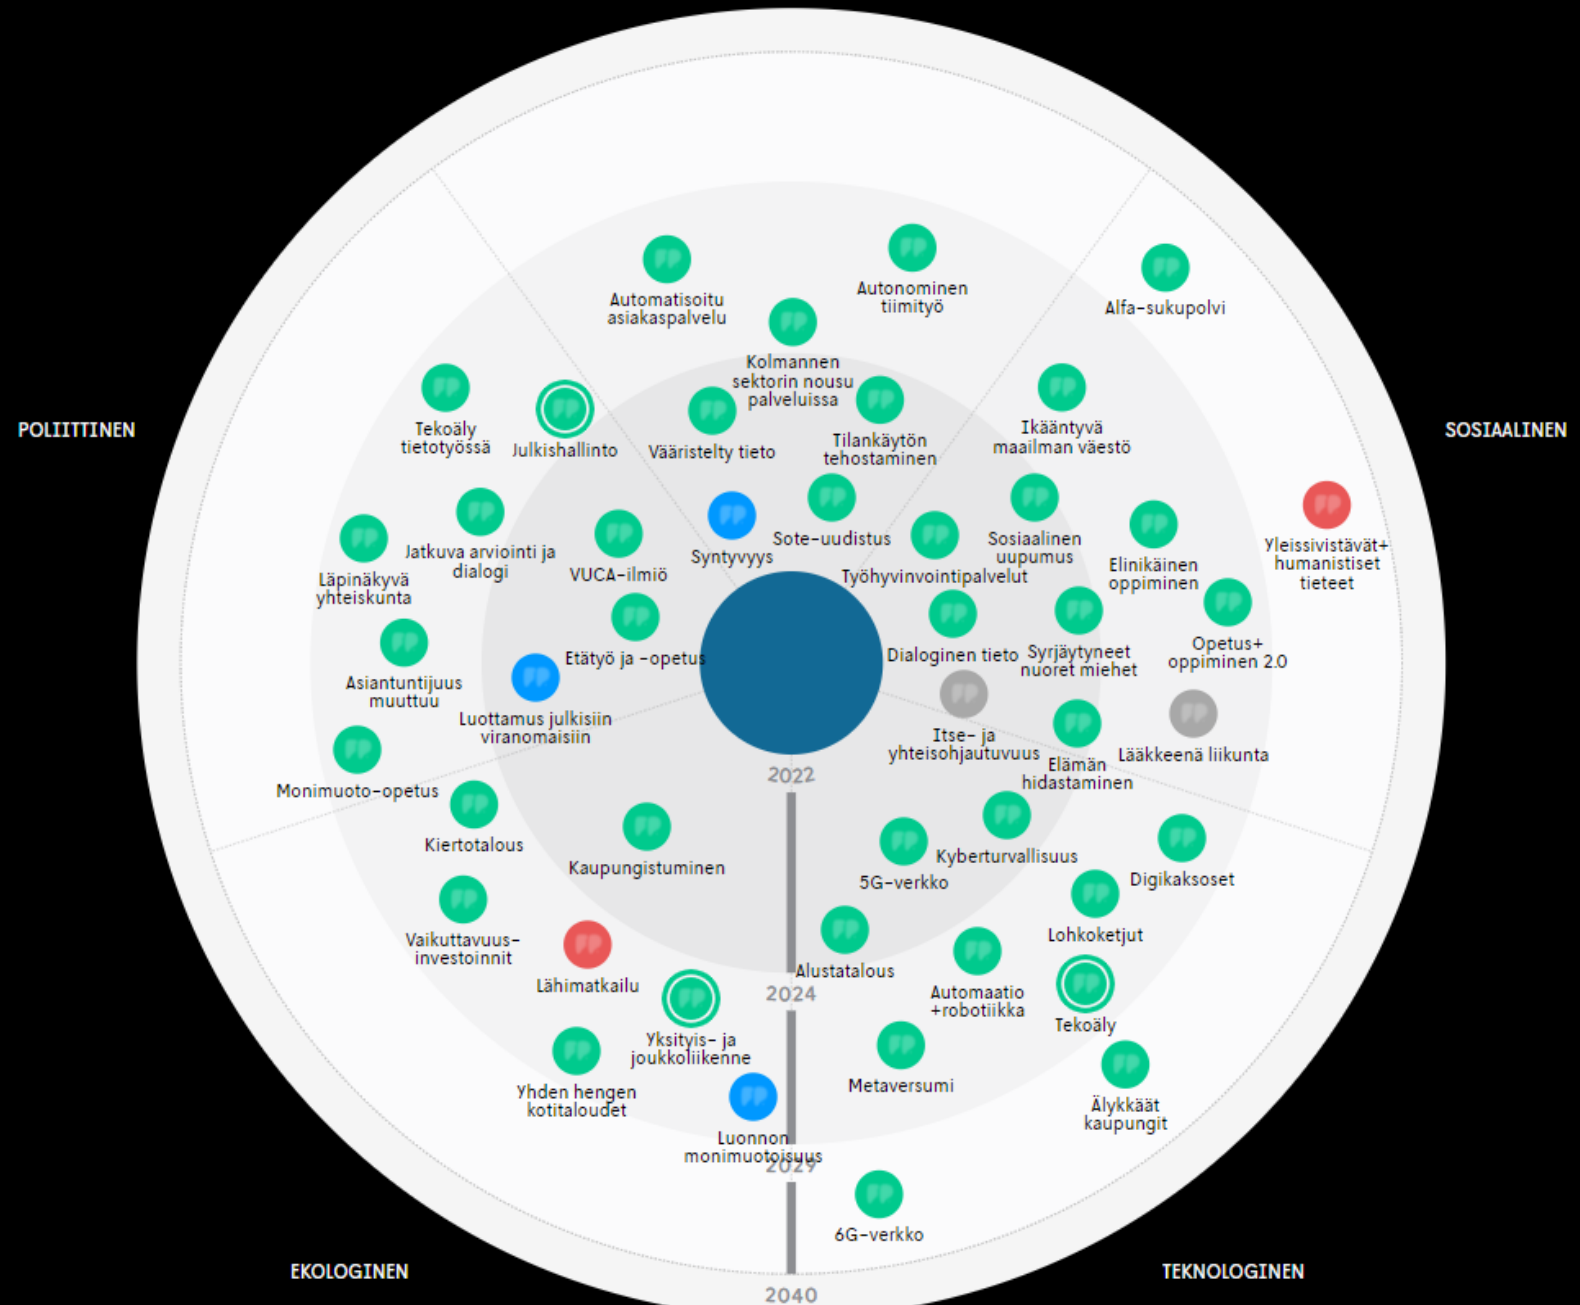 Automatisoitu
asiakaspalvelu
Autonominen
tiimityö
Alfa-sukupolvi
Kolmannen
sektorin nousu
palveluissa
POLIITTINEN
SOSIAALINEN
Tekoäly
tietotyössä
Julkishallinto
Vääristelty tieto
Tilankäytön
tehostaminen
Ikääntyvä
maailman väestö
Läpinäkyvä
yhteiskunta
Jatkuva arviointi ja
dialogi
VUCA-ilmiö
Syntyvyys
Sote-uudistus
Työhyvinvointipalvelut
Sosiaalinen
uupumus
Elinikäinen
oppiminen
Yleissivistävät+
humanistiset
tieteet
Asiantuntijuus
muuttuu
Etätyö ja -opetus
Dialoginen tieto
Syrjäytyneet
nuoret miehet
Opetus+
oppiminen 2.0
Luottamus julkisiin
viranomaisiin
Itse- ja
yhteisohjautuvuus
Elämän
hidastaminen
Lääkkeenä liikunta
Monimuoto-opetus
2022
Kiertotalous
Kaupungistuminen
5G-verkko
Kyberturvallisuus
Digikaksoset
Vaikuttavuus-
investoinnit
Lähimatkailu
Alustatalous
Lohkoketjut
2024
Automaatio
+robotiikka
Tekoäly
Yksityis- ja
joukkoliikenne
Yhden hengen
kotitaloudet
Metaversumi
Älykkäät
kaupungit
Luonnon
monimuotoisuus
2029
6G-verkko
EKOLOGINEN
TEKNOLOGINEN
2040